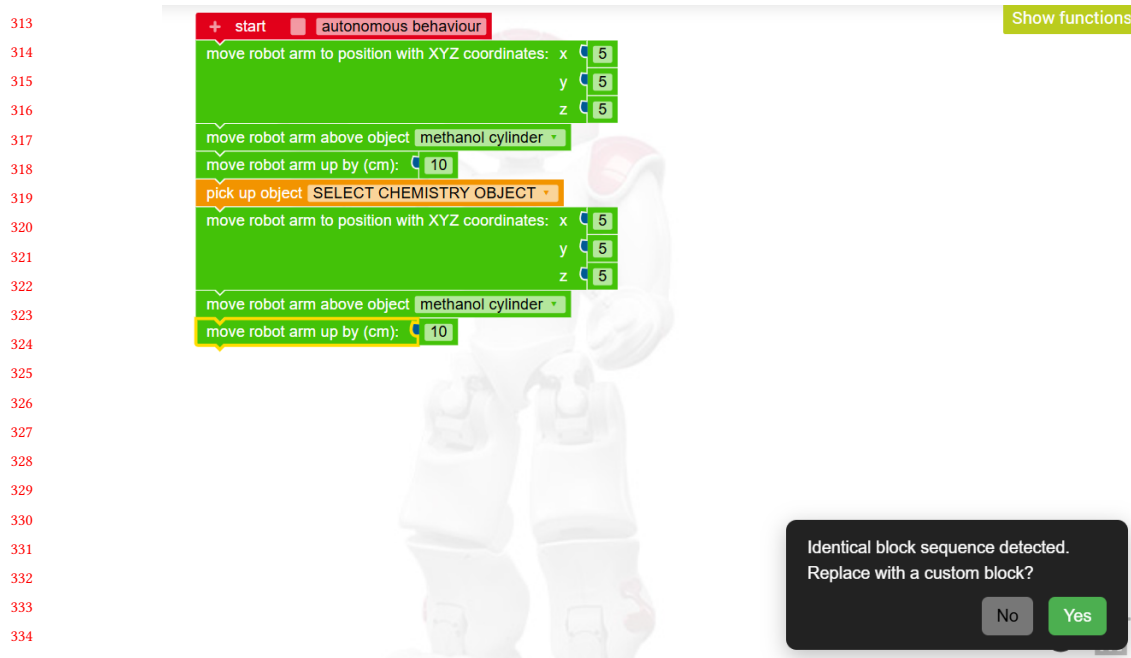 Show functions
313
+ start autonomous behaviour
314
move robot arm to position with XYZ coordinates: x 5
315
y 5
316
z 5
317
move robot arm above object methanol cylinder
318
move robot arm up by (cm): 10
319
pick up object SELECT CHEMISTRY OBJECT
320
move robot arm to position with XYZ coordinates: x 5
321
y 5
322
z 5
323
move robot arm above object methanol cylinder
324
move robot arm up by (cm): 10
325
326
327
328
329
330
331
Identical block sequence detected.
332
Replace with a custom block?
333
No Yes
334